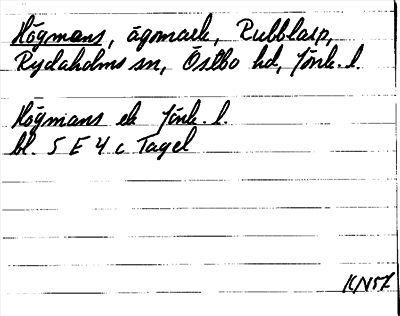 Högmans, ägomark, Rubblarp,
Rydaholms sn, Östbo hd, Jönk. l.
Högmans ek Jönk. l.
bl. 5 E 4 c Tagel
KN57